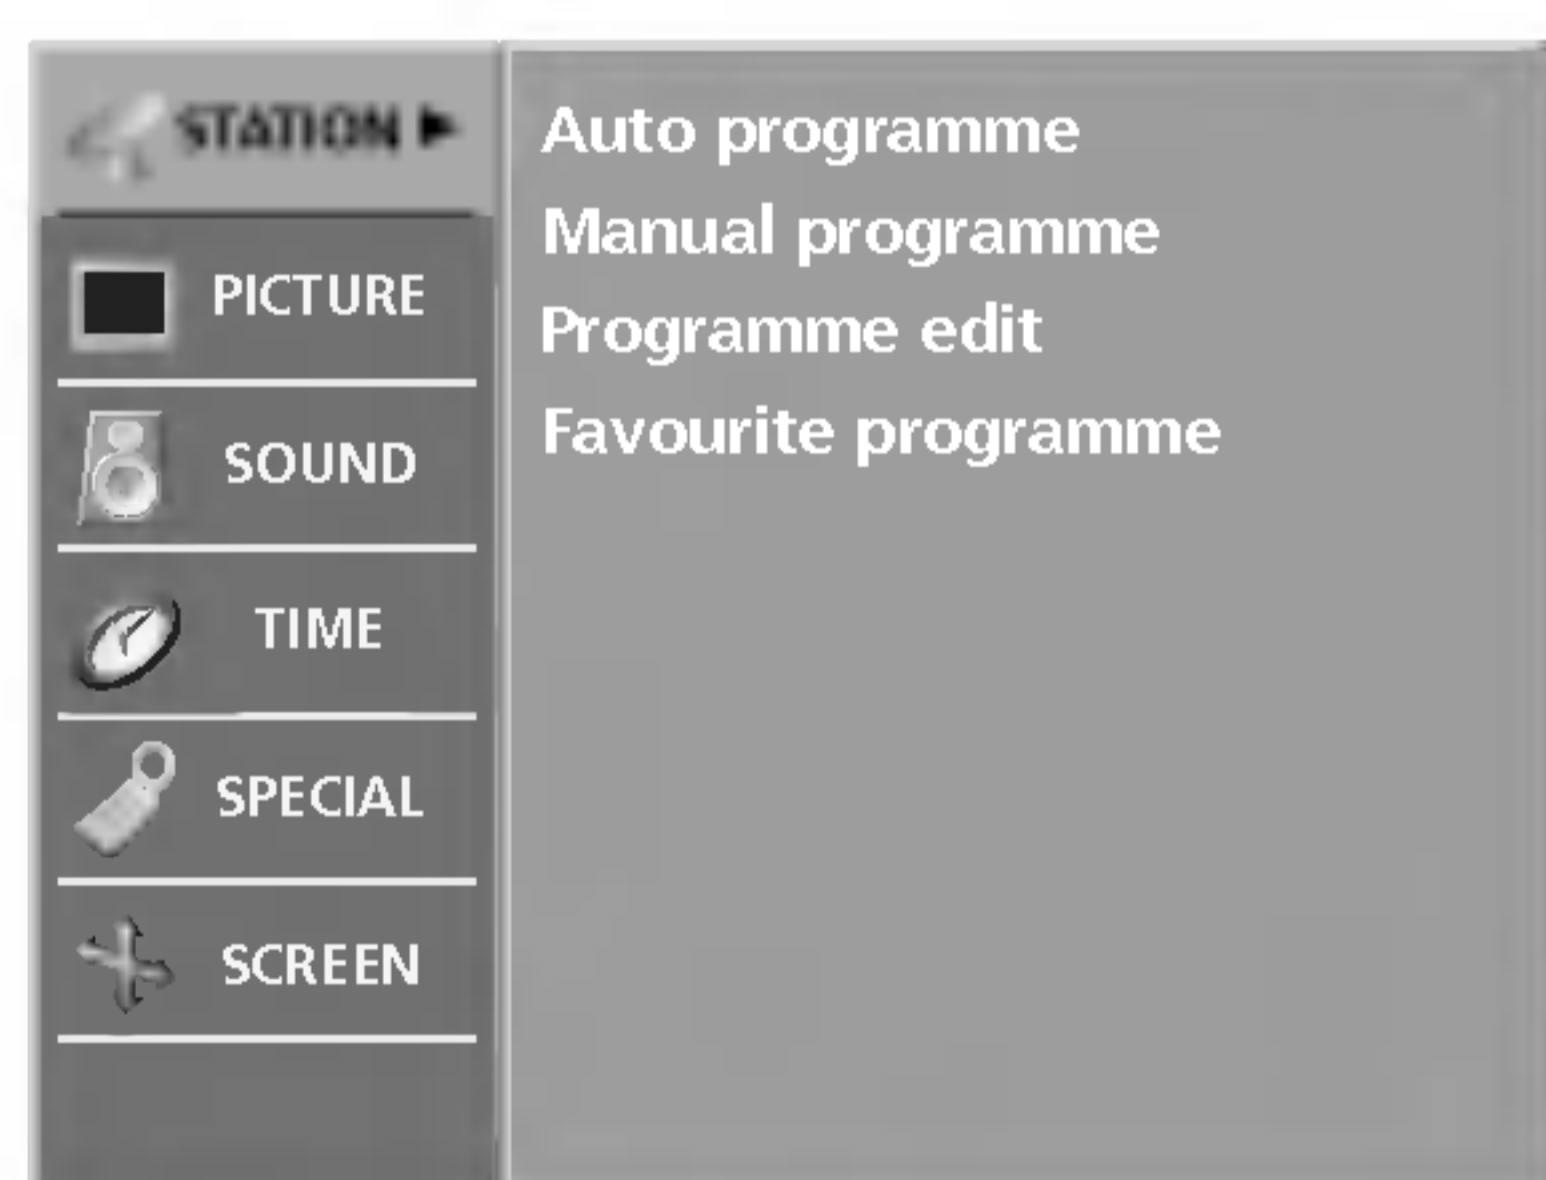 STATION ►
PICTURE
SOUND
TIME
SPECIAL
SCREEN
Auto programme
Manual programme
Programme edit
Favourite programme